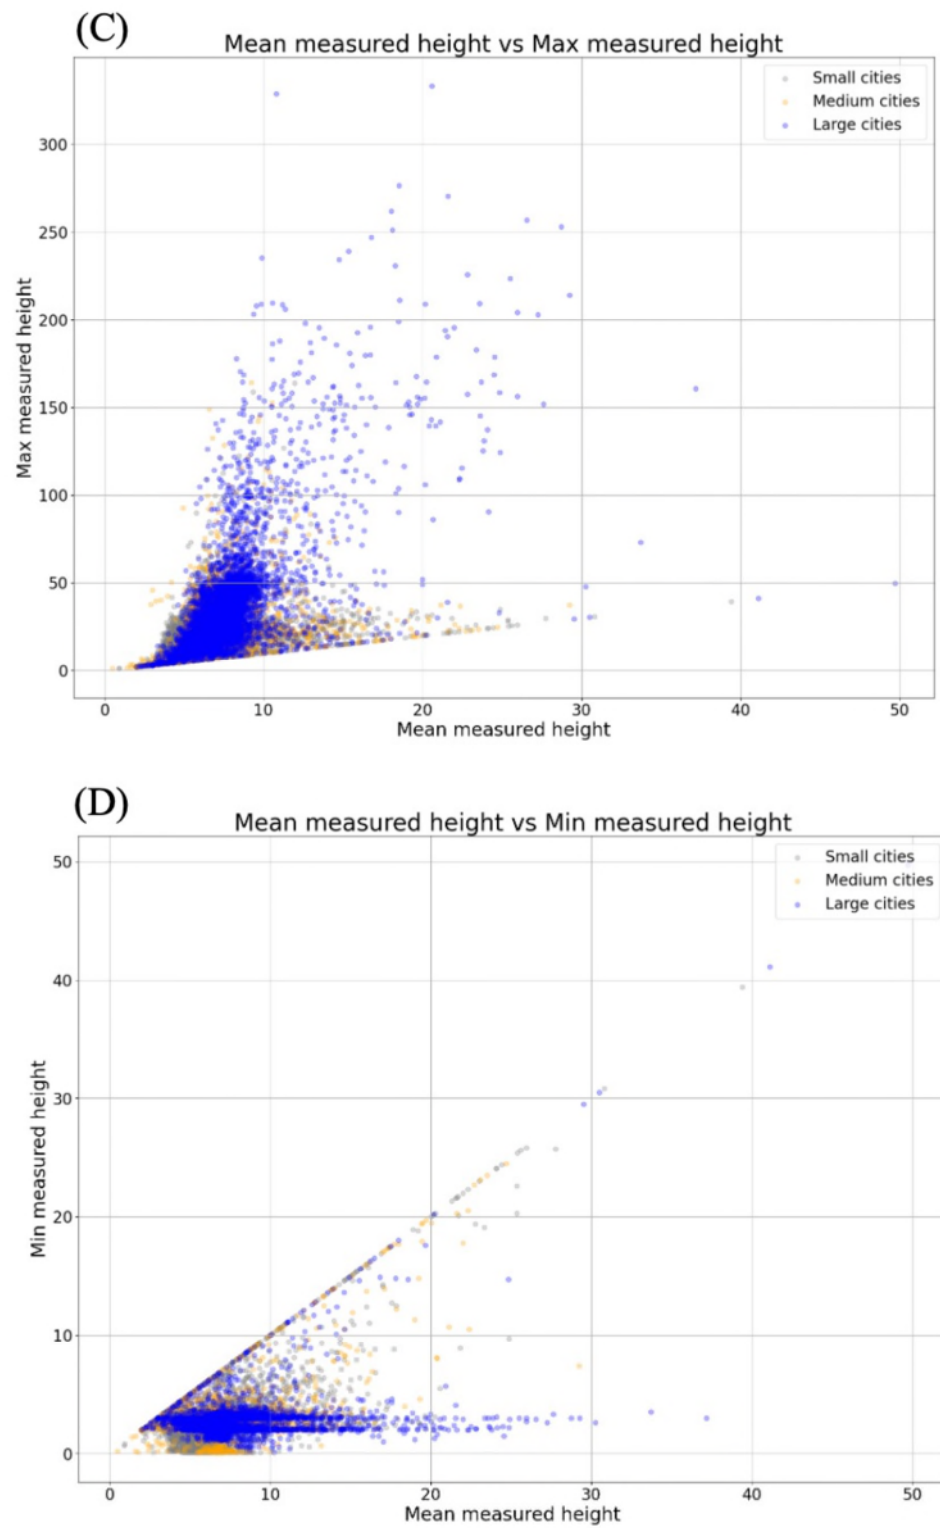 (C)
Mean measured height vs Max measured height
Small cities
Medium cities
Large cities
300
250
200
150
100
50
0
Max measured height
0 10 20 30 40 50
Mean measured height
(D)
Mean measured height vs Min measured height
Small cities
Medium cities
Large cities
50
40
30
20
10
0
Min measured height
0 10 20 30 40 50
Mean measured height